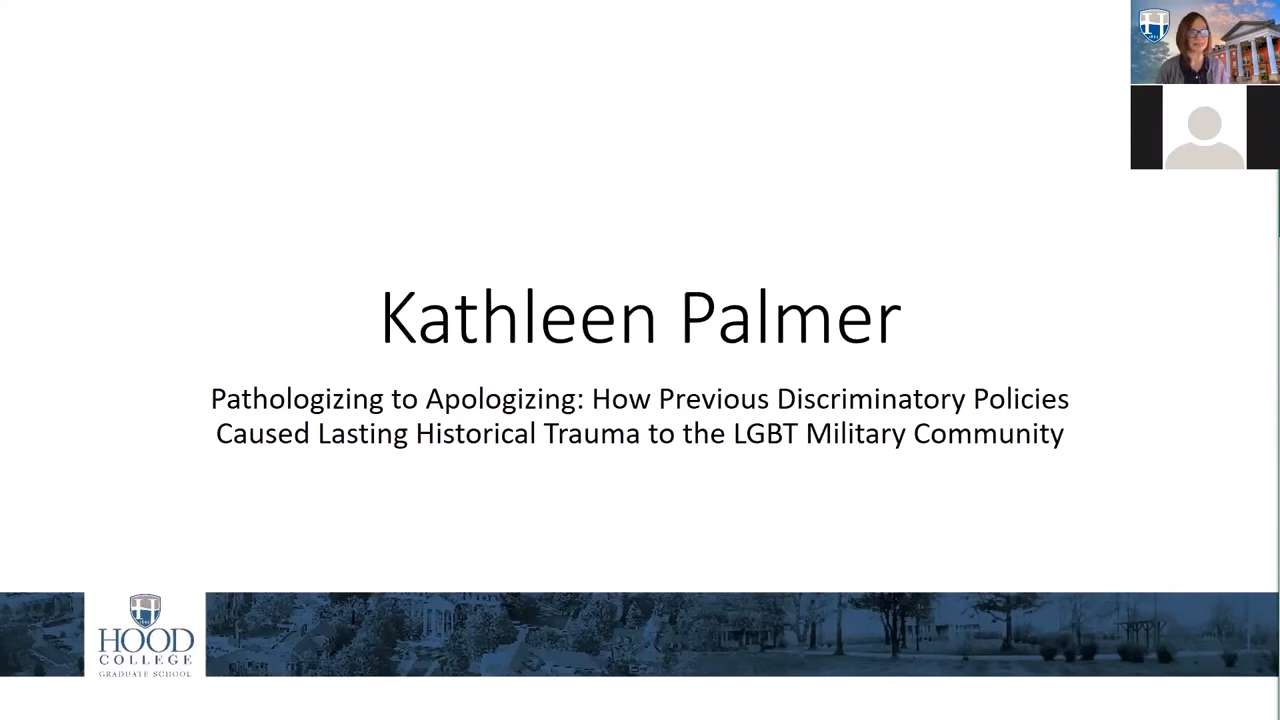 Kathleen Palmer
Pathologizing to Apologizing: How Previous Discriminatory Policies
Caused Lasting Historical Trauma to the LGBT Military Community
HOOD
COLLEGE
GRADUATE SCHOOL